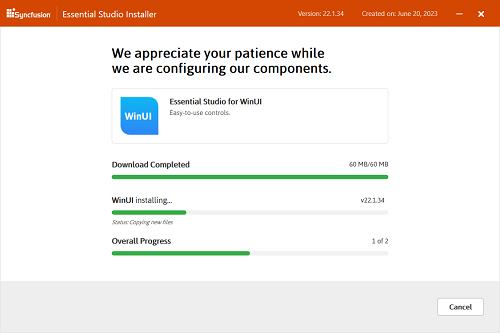 Syncfusion Essential Studio Installer Version: 22.1.34 Created on: June 20, 2023
We appreciate your patience while
we are configuring our components.
WinUI
Essential Studio for WinUI
Easy-to-use controls.
Download Completed 60 MB/60 MB
WinUI installing... v22.1.34
Status: Copying new files
Overall Progress 1 of 2
Cancel